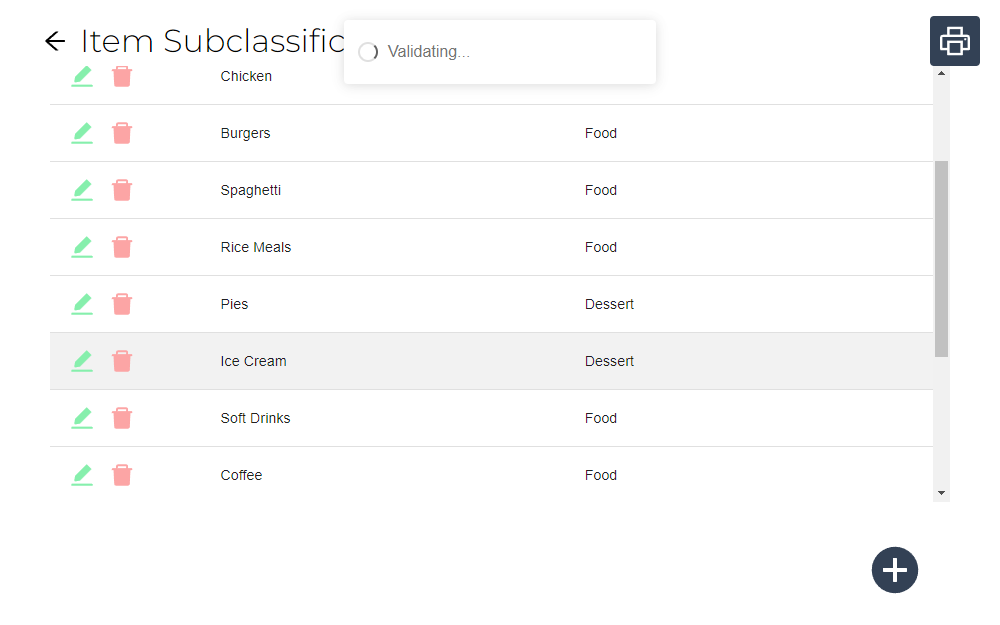 Item Subclassific
Validating...
Chicken
Burgers Food
Spaghetti Food
Rice Meals Food
Pies Dessert
Ice Cream Dessert
Soft Drinks Food
Coffee Food